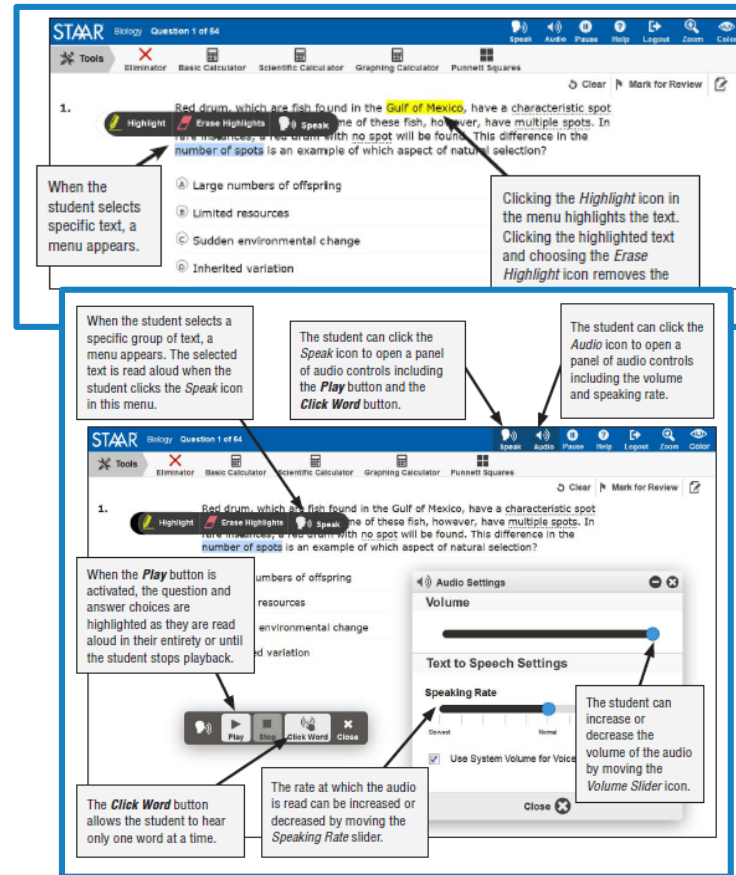 STAAR Biology Question 1 of 54
Speak Audio Pause Help Logout Zoom Color
Tools Eliminator Basic Calculator Scientific Calculator Graphing Calculator Punnett Squares
Clear Mark for Review
1. Red drum, which are fish found in the Gulf of Mexico, have a characteristic spot
Highlight Erase Highlights Speak me of these fish, however, have multiple spots. In
rare instances, a red drum with no spot will be found. This difference in the
number of spots is an example of which aspect of natural selection?
A Large numbers of offspring
B Limited resources
C Sudden environmental change
D Inherited variation
When the
student selects
specific text, a
menu appears.
Clicking the Highlight icon in
the menu highlights the text.
Clicking the highlighted text
and choosing the Erase
Highlight icon removes the
When the student selects a
specific group of text, a
menu appears. The selected
text is read aloud when the
student clicks the Speak icon
in this menu.
The student can click the
Speak icon to open a panel
of audio controls including
the Play button and the
Click Word button.
The student can click the
Audio icon to open a
panel of audio controls
including the volume
and speaking rate.
STAAR Biology Question 1 of 54
Speak Audio Pause Help Logout Zoom Color
Tools Eliminator Basic Calculator Scientific Calculator Graphing Calculator Punnett Squares
Clear Mark for Review
1. Red drum, which are fish found in the Gulf of Mexico, have a characteristic spot
Highlight Erase Highlights Speak me of these fish, however, have multiple spots. In
rare instances, a red drum with no spot will be found. This difference in the
number of spots is an example of which aspect of natural selection?
umbers of offspring
resources
environmental change
ed variation
When the Play button is
activated, the question and
answer choices are
highlighted as they are read
aloud in their entirety or until
the student stops playback.
Audio Settings
Volume
Text to Speech Settings
Speaking Rate
Slowest Normal
Use System Volume for Voice
Close
The student can
increase or
decrease the
volume of the audio
by moving the
Volume Slider icon.
Play Stop Click Word Close
The Click Word button
allows the student to hear
only one word at a time.
The rate at which the audio
is read can be increased or
decreased by moving the
Speaking Rate slider.